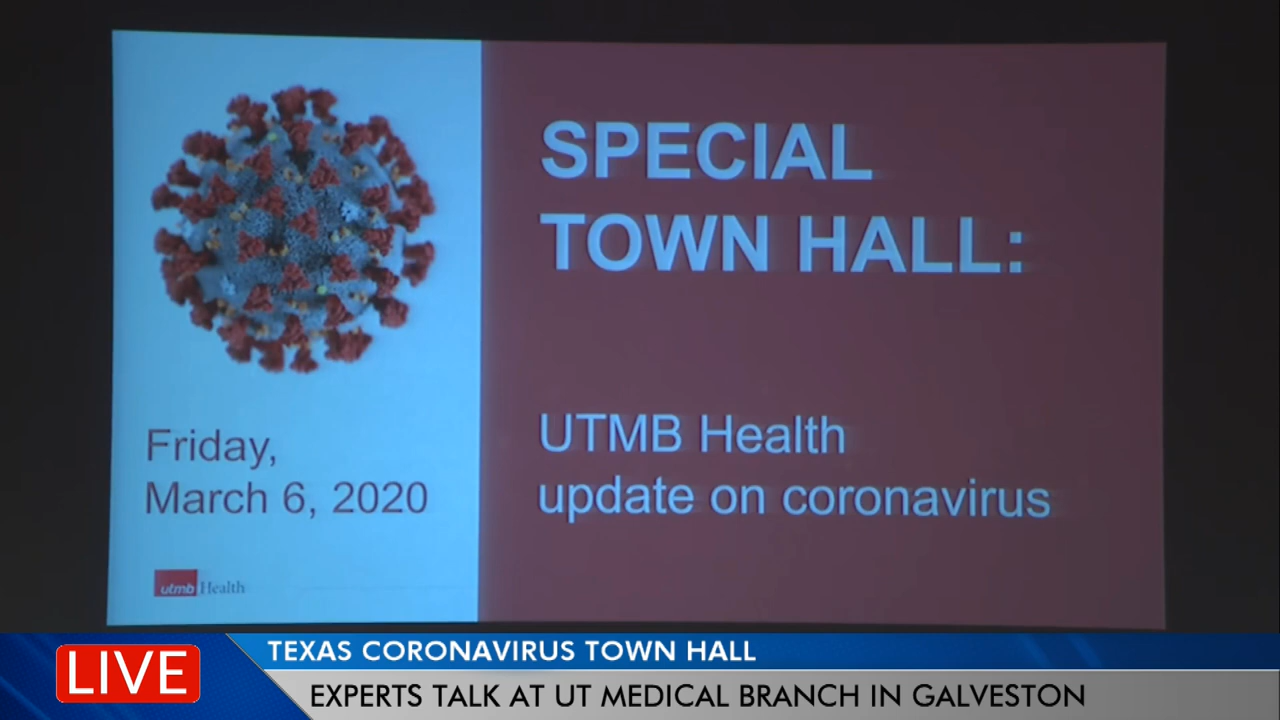 SPECIAL
TOWN HALL:
Friday,
March 6, 2020
UTMB Health
update on coronavirus
utmb Health
LIVE
TEXAS CORONAVIRUS TOWN HALL
EXPERTS TALK AT UT MEDICAL BRANCH IN GALVESTON